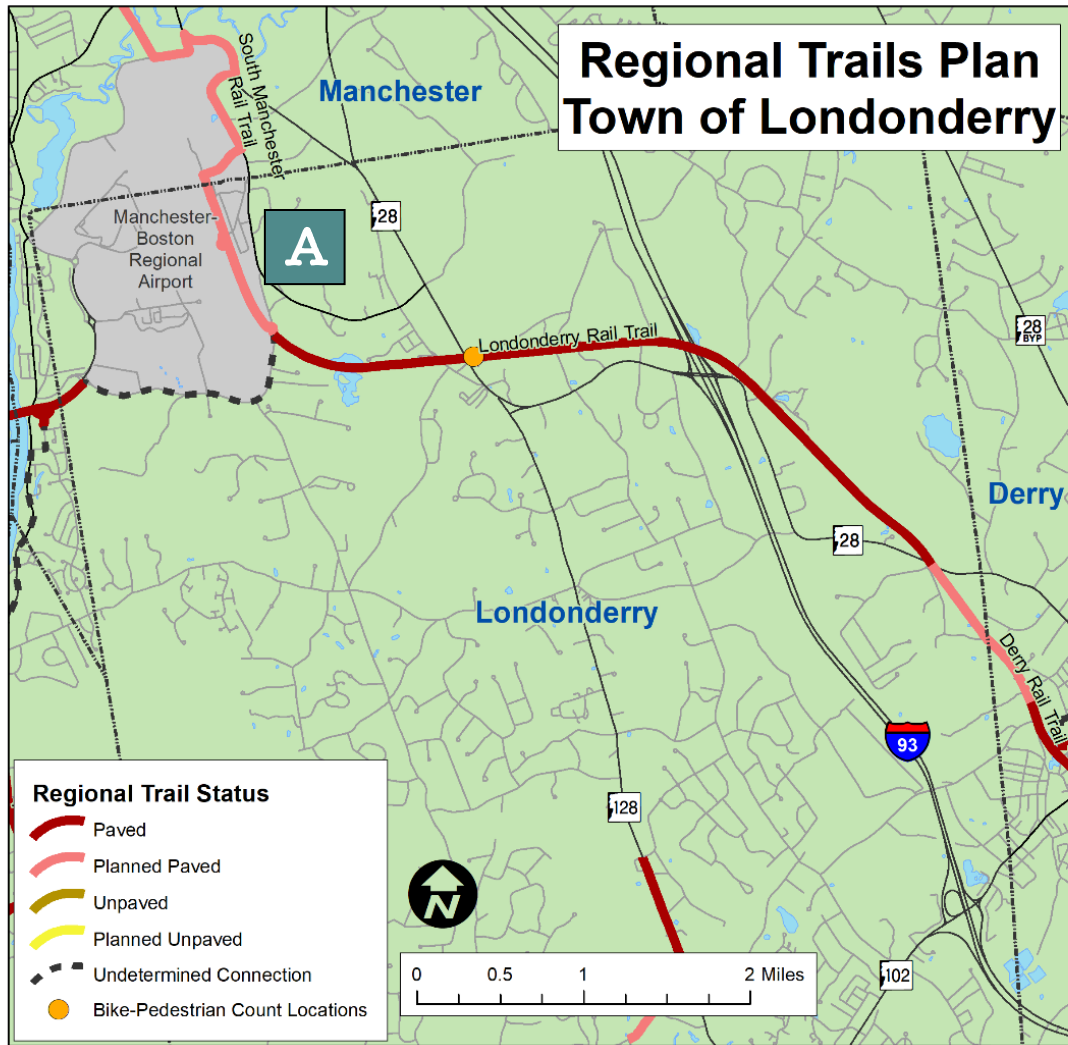 Regional Trails Plan
Town of Londonderry
Manchester
South Manchester
Rail Trail
28
A
Manchester-
Boston
Regional
Airport
Londonderry Rail Trail
28
BYP
Derry
28
Londonderry
Derry Rail Trail
93
128
102
Regional Trail Status
Paved
Planned Paved
Unpaved
Planned Unpaved
Undetermined Connection
Bike-Pedestrian Count Locations
N
0 0.5 1 2 Miles